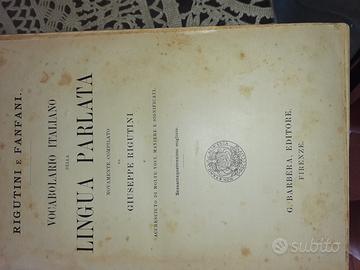 RIGUTINI E FANFANI.
VOCABOLARIO ITALIANO
DELLA
LINGUA PARLATA
NOVAMENTE COMPILATO
DA
GIUSEPPE RIGUTINI
E
ACCRESCIUTO DI MOLTE VOCI, MANIERE E SIGNIFICATI.
G. BARBÈRA, EDITORE.
FIRENZE.
subito